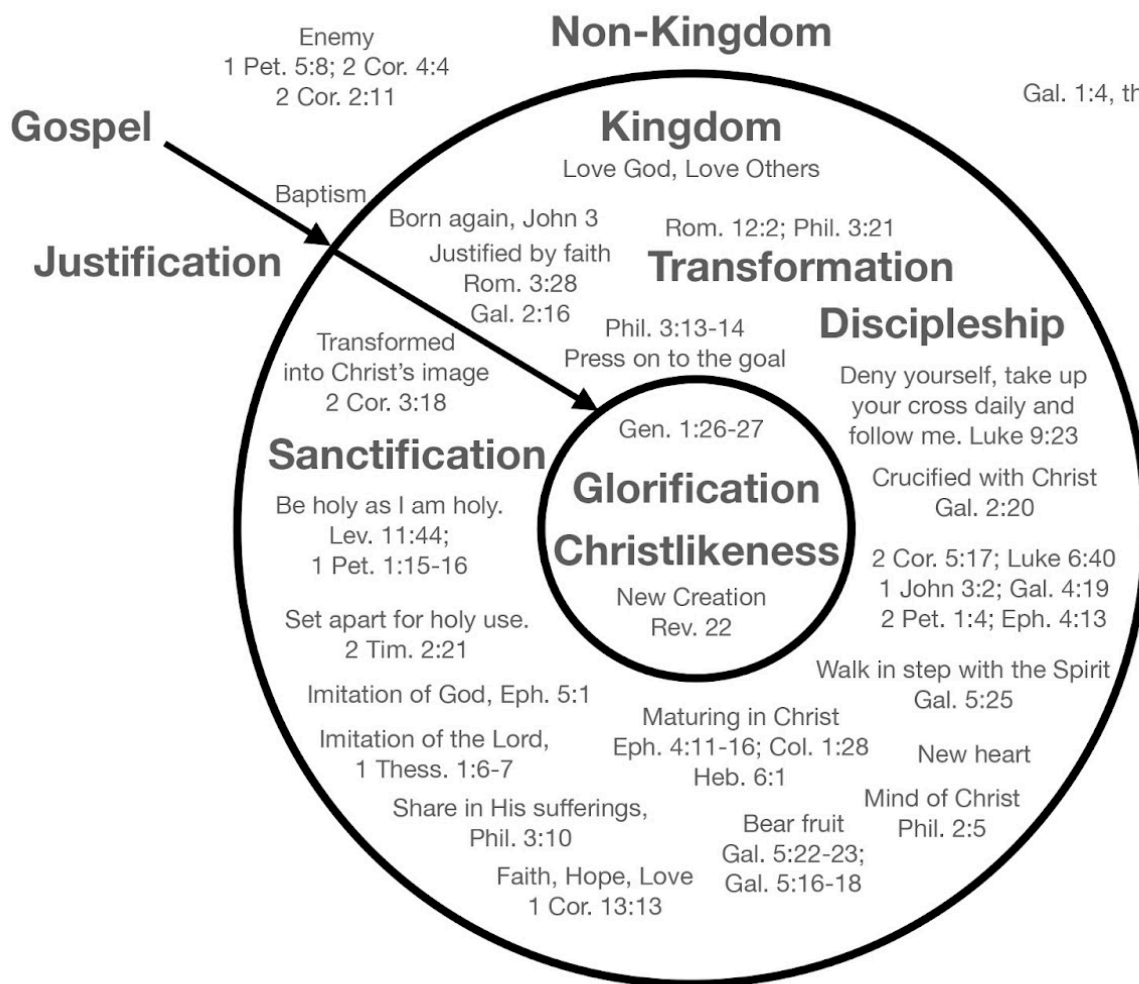 Non-Kingdom
Enemy
1 Pet. 5:8; 2 Cor. 4:4
2 Cor. 2:11
Gal. 1:4, th
Gospel
Kingdom
Love God, Love Others
Baptism
Born again, John 3
Justified by faith
Rom. 3:28
Gal. 2:16
Rom. 12:2; Phil. 3:21
Transformation
Justification
Discipleship
Phil. 3:13-14
Press on to the goal
Transformed
into Christ’s image
2 Cor. 3:18
Deny yourself, take up
your cross daily and
follow me. Luke 9:23
Gen. 1:26-27
Sanctification
Glorification
Christlikeness
New Creation
Rev. 22
Crucified with Christ
Gal. 2:20
Be holy as I am holy.
Lev. 11:44;
1 Pet. 1:15-16
2 Cor. 5:17; Luke 6:40
1 John 3:2; Gal. 4:19
2 Pet. 1:4; Eph. 4:13
Set apart for holy use.
2 Tim. 2:21
Walk in step with the Spirit
Gal. 5:25
Imitation of God, Eph. 5:1
Maturing in Christ
Eph. 4:11-16; Col. 1:28
Heb. 6:1
Imitation of the Lord,
1 Thess. 1:6-7
New heart
Mind of Christ
Phil. 2:5
Share in His sufferings,
Phil. 3:10
Bear fruit
Gal. 5:22-23;
Gal. 5:16-18
Faith, Hope, Love
1 Cor. 13:13